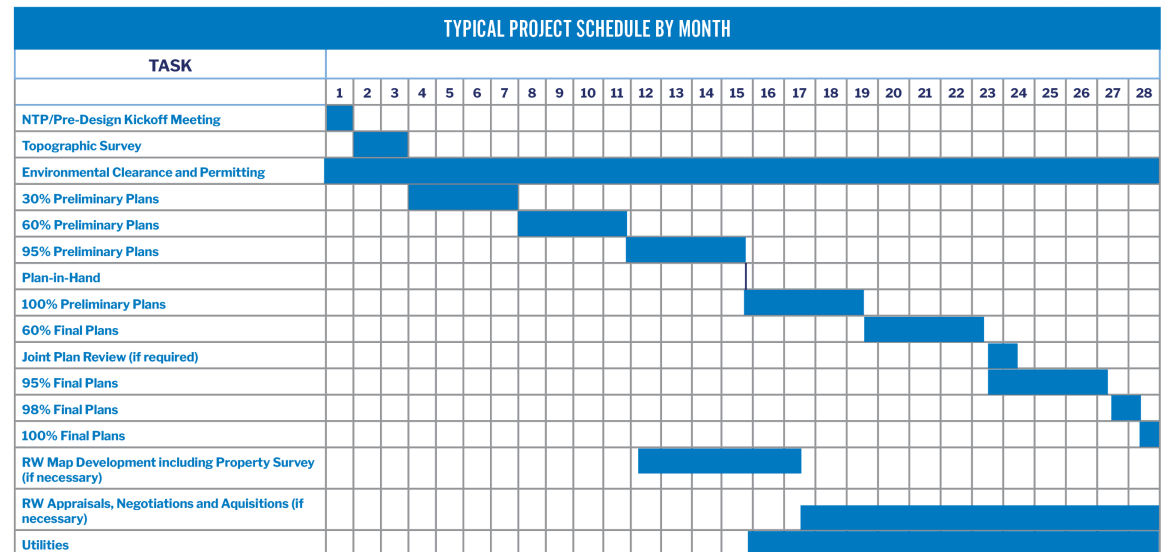 TYPICAL PROJECT SCHEDULE BY MONTH
TASK
1 2 3 4 5 6 7 8 9 10 11 12 13 14 15 16 17 18 19 20 21 22 23 24 25 26 27 28
NTP/Pre-Design Kickoff Meeting
Topographic Survey
Environmental Clearance and Permitting
30% Preliminary Plans
60% Preliminary Plans
95% Preliminary Plans
Plan-in-Hand
100% Preliminary Plans
60% Final Plans
Joint Plan Review (if required)
95% Final Plans
98% Final Plans
100% Final Plans
RW Map Development including Property Survey
(if necessary)
RW Appraisals, Negotiations and Aquisitions (if
necessary)
Utilities